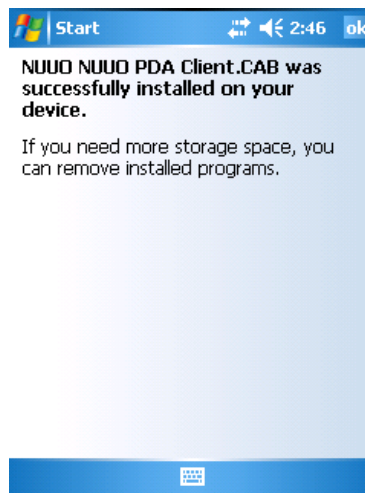 Start 2:46 ok
NUUO NUUO PDA Client.CAB was
successfully installed on your
device.
If you need more storage space, you
can remove installed programs.